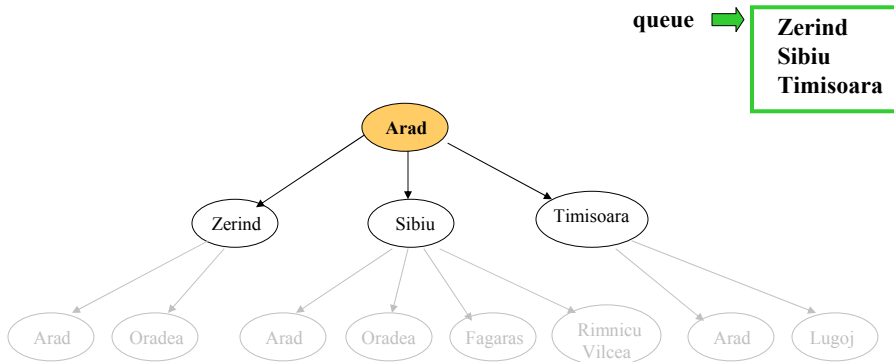 queue
Zerind
Sibiu
Timisoara
Arad
Zerind
Sibiu
Timisoara
Arad
Oradea
Arad
Oradea
Fagaras
Rimnicu
Vilcea
Arad
Lugoj